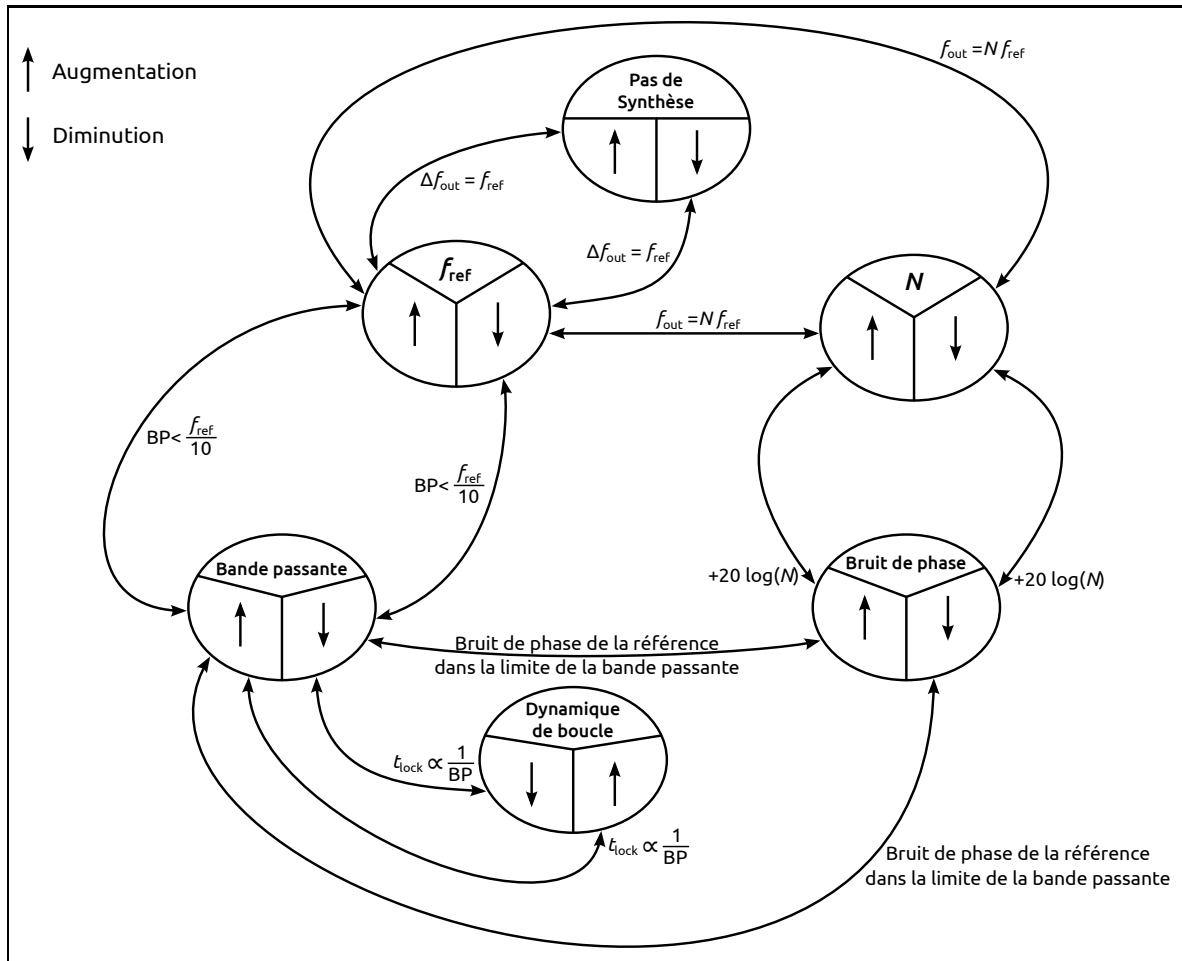 Augmentation
Diminution
f_out = N f_ref
Pas de
Synthèse
Δf_out = f_ref
Δf_out = f_ref
f_ref
N
f_out = N f_ref
BP< f_ref/10
BP< f_ref/10
Bande passante
Bruit de phase
+20 log(N)
+20 log(N)
Bruit de phase de la référence
dans la limite de la bande passante
Dynamique
de boucle
t_lock ∝ 1/BP
t_lock ∝ 1/BP
Bruit de phase de la référence
dans la limite de la bande passante